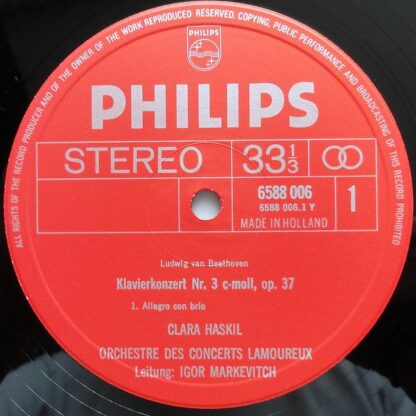 ALL RIGHTS OF THE RECORD PRODUCER AND OF THE OWNER OF THE WORK REPRODUCED RESERVED. COPYING, PUBLIC PERFORMANCE AND BROADCASTING OF THIS RECORD PROHIBITED
PHILIPS
PHILIPS
STEREO 33 1/3
6588 006
6588 006.1 Y
1
MADE IN HOLLAND
Ludwig van Beethoven
Klavierkonzert Nr. 3 c-moll, op. 37
1. Allegro con brio
CLARA HASKIL
ORCHESTRE DES CONCERTS LAMOUREUX
Leitung: IGOR MARKEVITCH